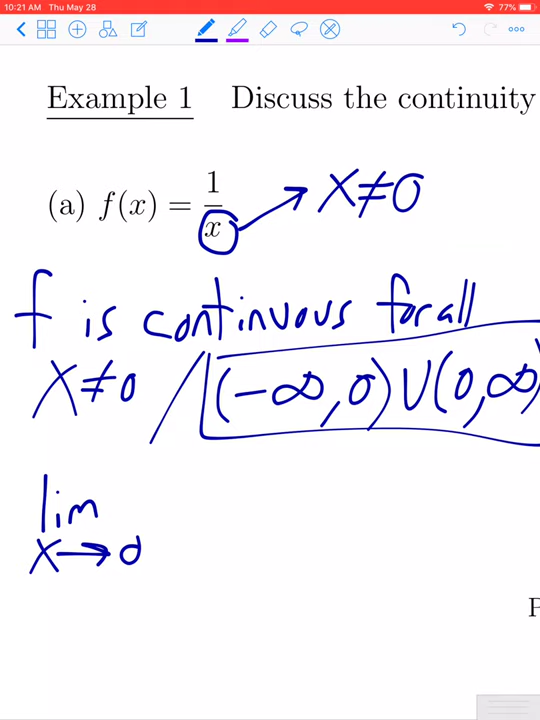 10:21 AM Thu May 28 77%
Example 1 Discuss the continuity
(a) f(x) = 1/x → x≠0
f is continuous for all
x≠0 / (-∞,0)∪(0,∞)
lim
x→0
P